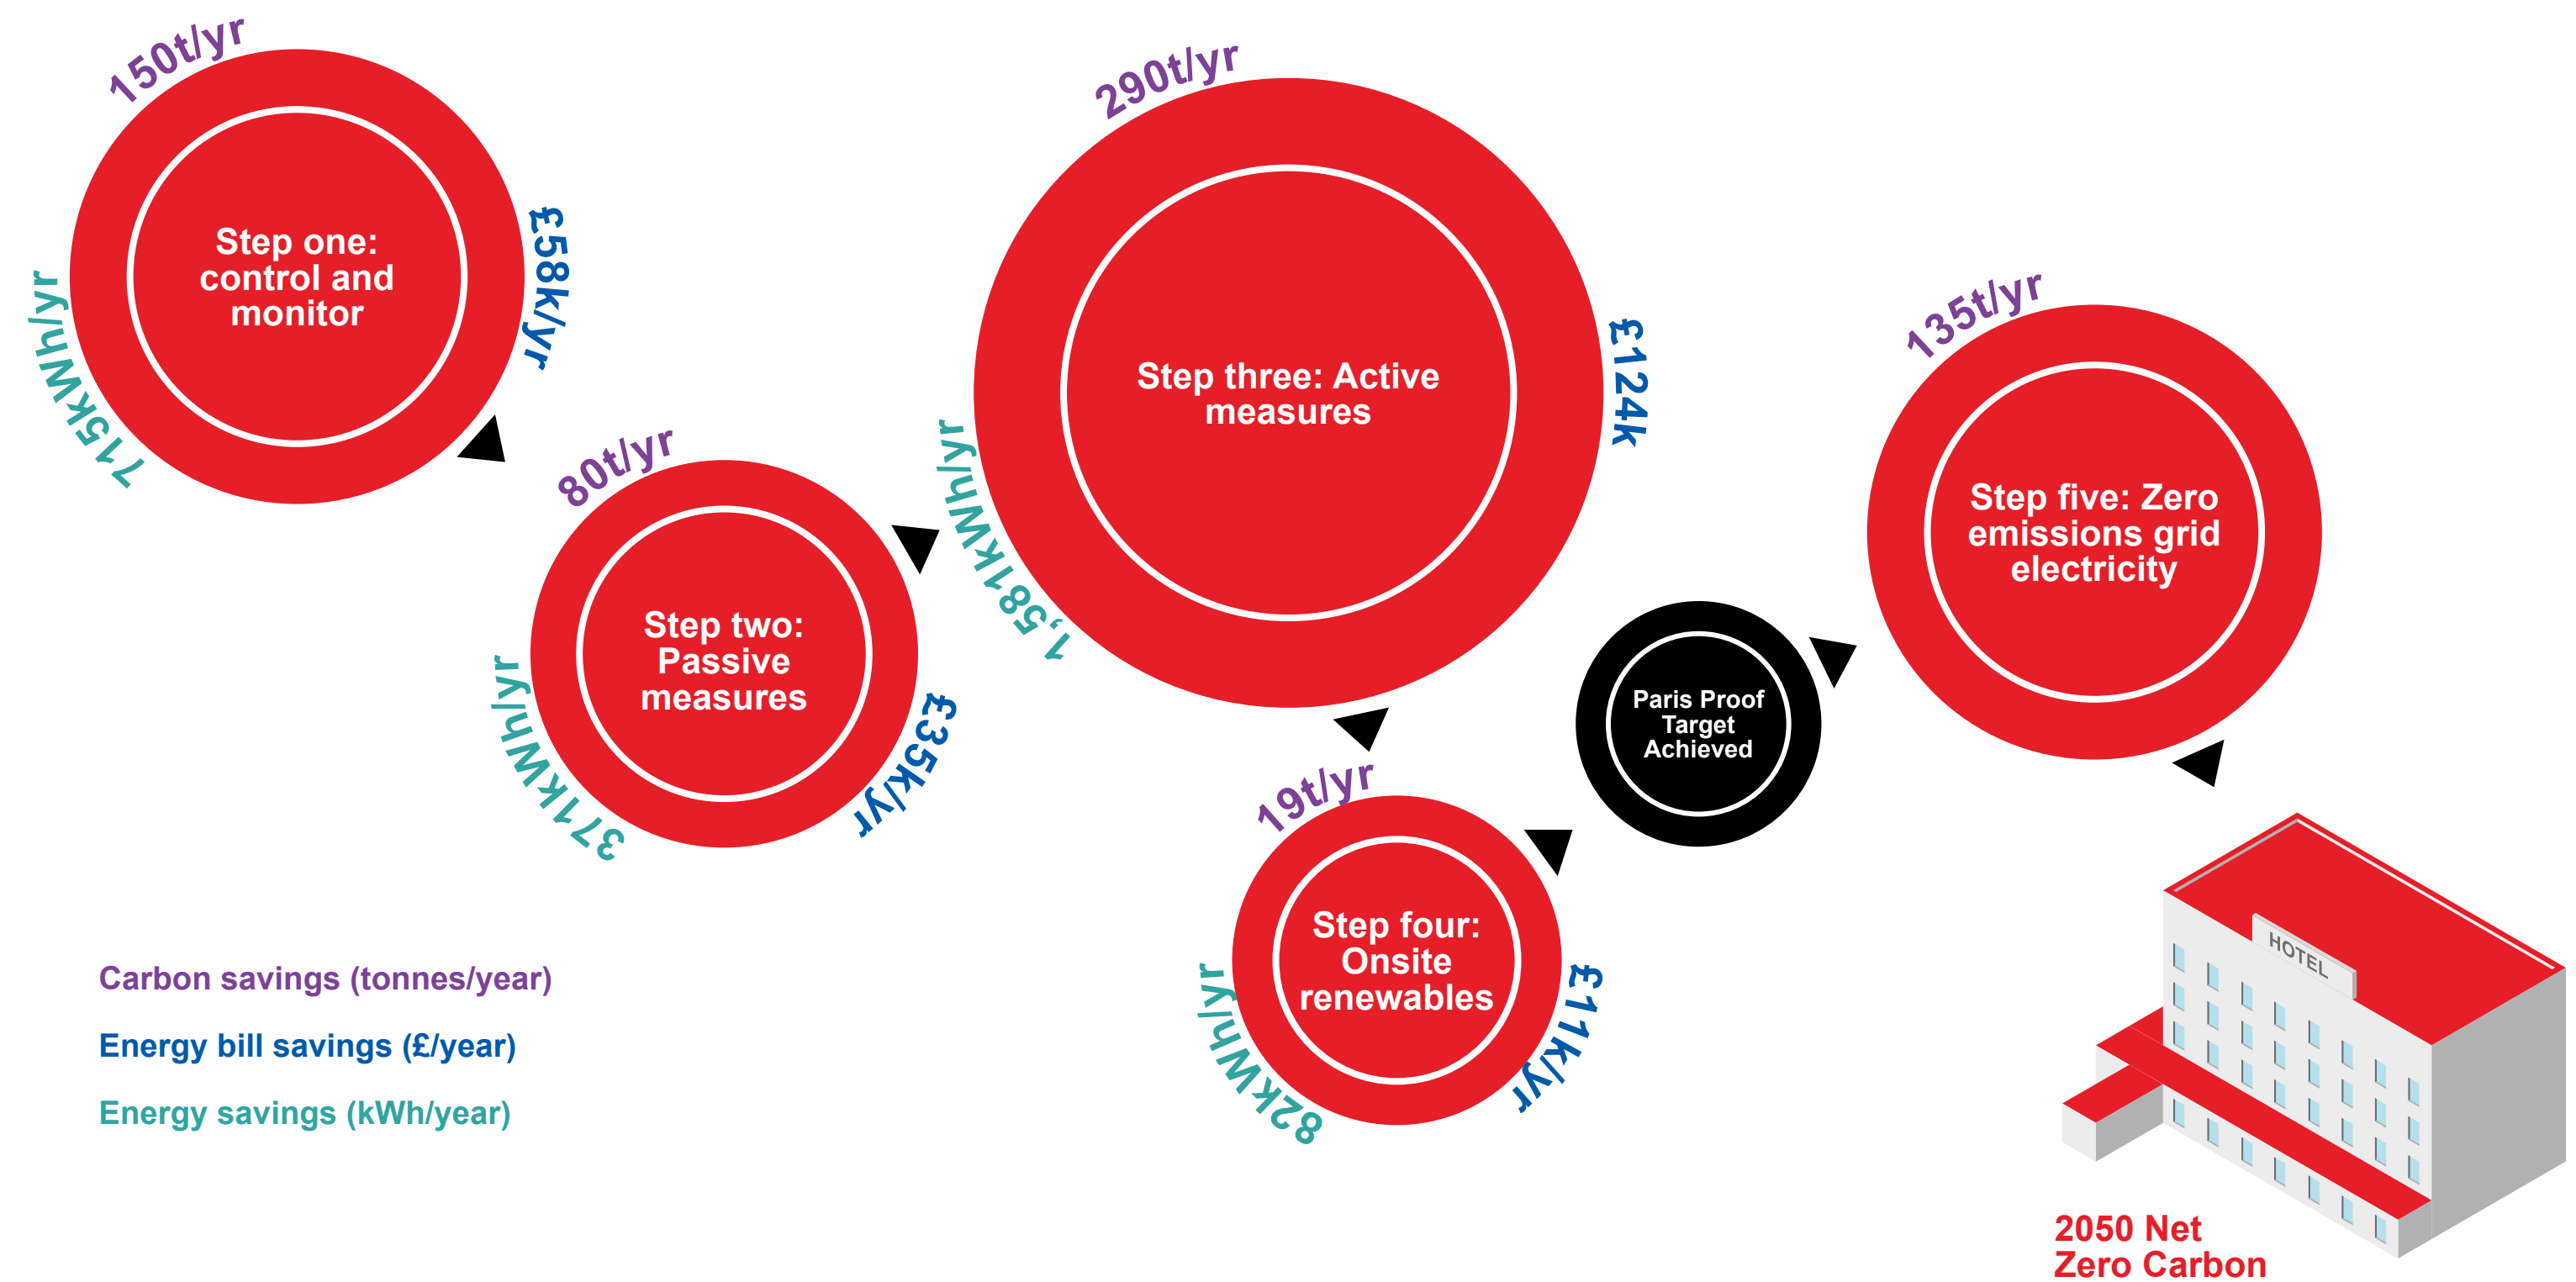 150t/yr
Step one:
control and
monitor
£58k/yr
715kWh/yr
80t/yr
Step two:
Passive
measures
£35k/yr
371kWh/yr
290t/yr
Step three: Active
measures
£124k
1,581kWh/yr
19t/yr
Step four:
Onsite
renewables
£11k/yr
82kWh/yr
Paris Proof
Target
Achieved
135t/yr
Step five: Zero
emissions grid
electricity
HOTEL
2050 Net
Zero Carbon
Carbon savings (tonnes/year)
Energy bill savings (£/year)
Energy savings (kWh/year)